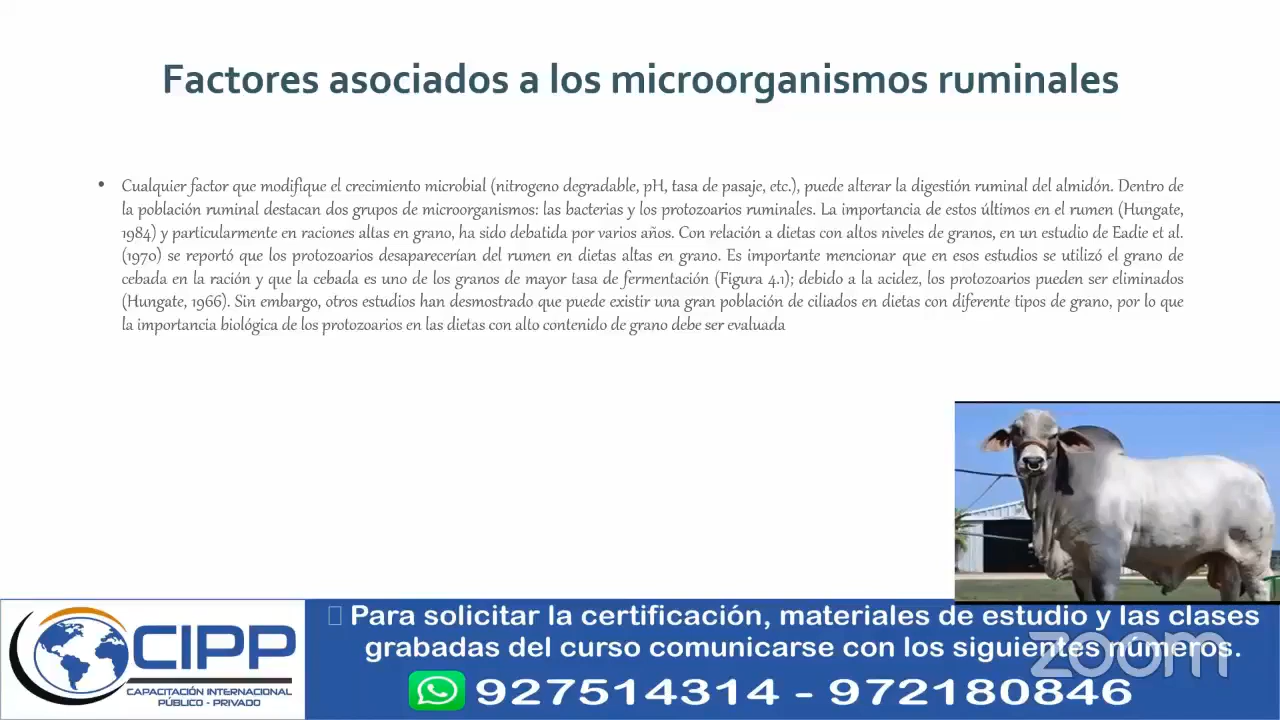 Factores asociados a los microorganismos ruminales
• Cualquier factor que modifique el crecimiento microbial (nitrogeno degradable, pH, tasa de pasaje, etc.), puede alterar la digestión ruminal del almidón. Dentro de
la población ruminal destacan dos grupos de microorganismos: las bacterias y los protozoarios ruminales. La importancia de estos últimos en el rumen (Hungate,
1984) y particularmente en raciones altas en grano, ha sido debatida por varios años. Con relación a dietas con altos niveles de granos, en un estudio de Eadie et al.
(1970) se reportó que los protozoarios desaparecerían del rumen en dietas altas en grano. Es importante mencionar que en esos estudios se utilizó el grano de
cebada en la ración y que la cebada es uno de los granos de mayor tasa de fermentación (Figura 4.1); debido a la acidez, los protozoarios pueden ser eliminados
(Hungate, 1966). Sin embargo, otros estudios han desmostrado que puede existir una gran población de ciliados en dietas con diferente tipos de grano, por lo que
la importancia biológica de los protozoarios en las dietas con alto contenido de grano debe ser evaluada
CIPP
CAPACITACIÓN INTERNACIONAL
PÚBLICO - PRIVADO
Para solicitar la certificación, materiales de estudio y las clases
grabadas del curso comunicarse con los siguientes números.
927514314 - 972180846
zoom